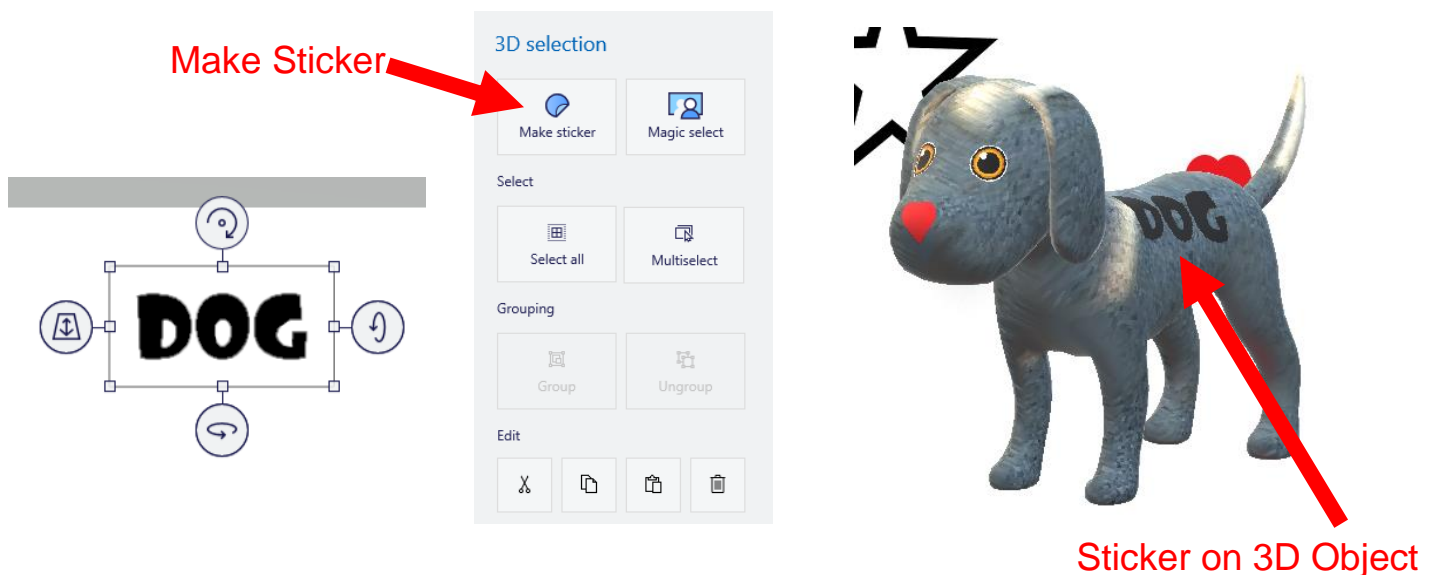 Make Sticker
DOG
3D selection
Make sticker
Magic select
Select
Select all
Multiselect
Grouping
Group
Ungroup
Edit
DOG
Sticker on 3D Object